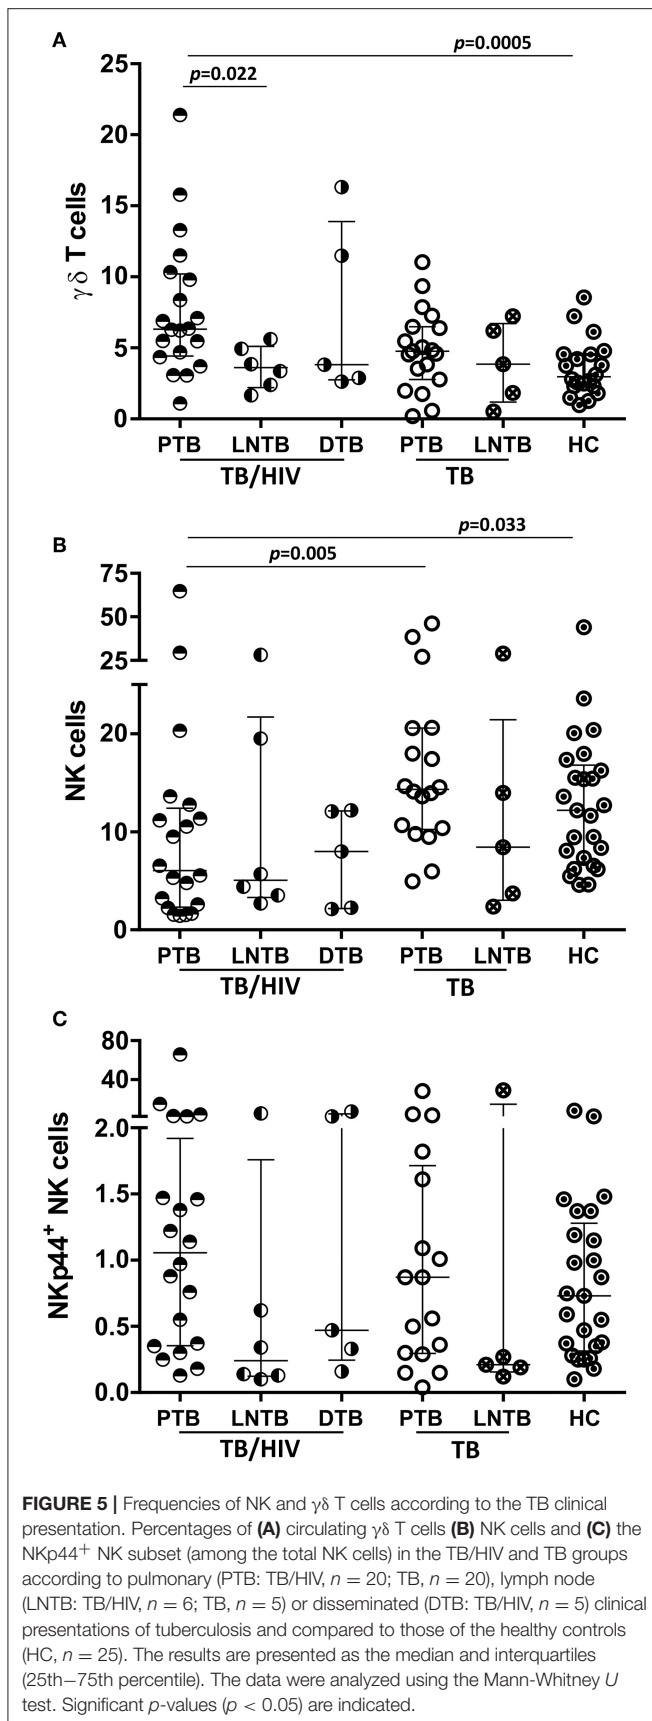 A
p=0.0005
p=0.022
25
20
15
10
5
0
γδ T cells
PTB LNTB DTB PTB LNTB HC
TB/HIV TB
B
p=0.033
p=0.005
75
50
25
20
10
0
NK cells
PTB LNTB DTB PTB LNTB HC
TB/HIV TB
C
80
40
2.0
1.5
1.0
0.5
0.0
NKp44+ NK cells
PTB LNTB DTB PTB LNTB HC
TB/HIV TB
FIGURE 5 | Frequencies of NK and γδ T cells according to the TB clinical
presentation. Percentages of (A) circulating γδ T cells (B) NK cells and (C) the
NKp44+ NK subset (among the total NK cells) in the TB/HIV and TB groups
according to pulmonary (PTB: TB/HIV, n = 20; TB, n = 20), lymph node
(LNTB: TB/HIV, n = 6; TB, n = 5) or disseminated (DTB: TB/HIV, n = 5) clinical
presentations of tuberculosis and compared to those of the healthy controls
(HC, n = 25). The results are presented as the median and interquartiles
(25th−75th percentile). The data were analyzed using the Mann-Whitney U
test. Significant p-values (p < 0.05) are indicated.